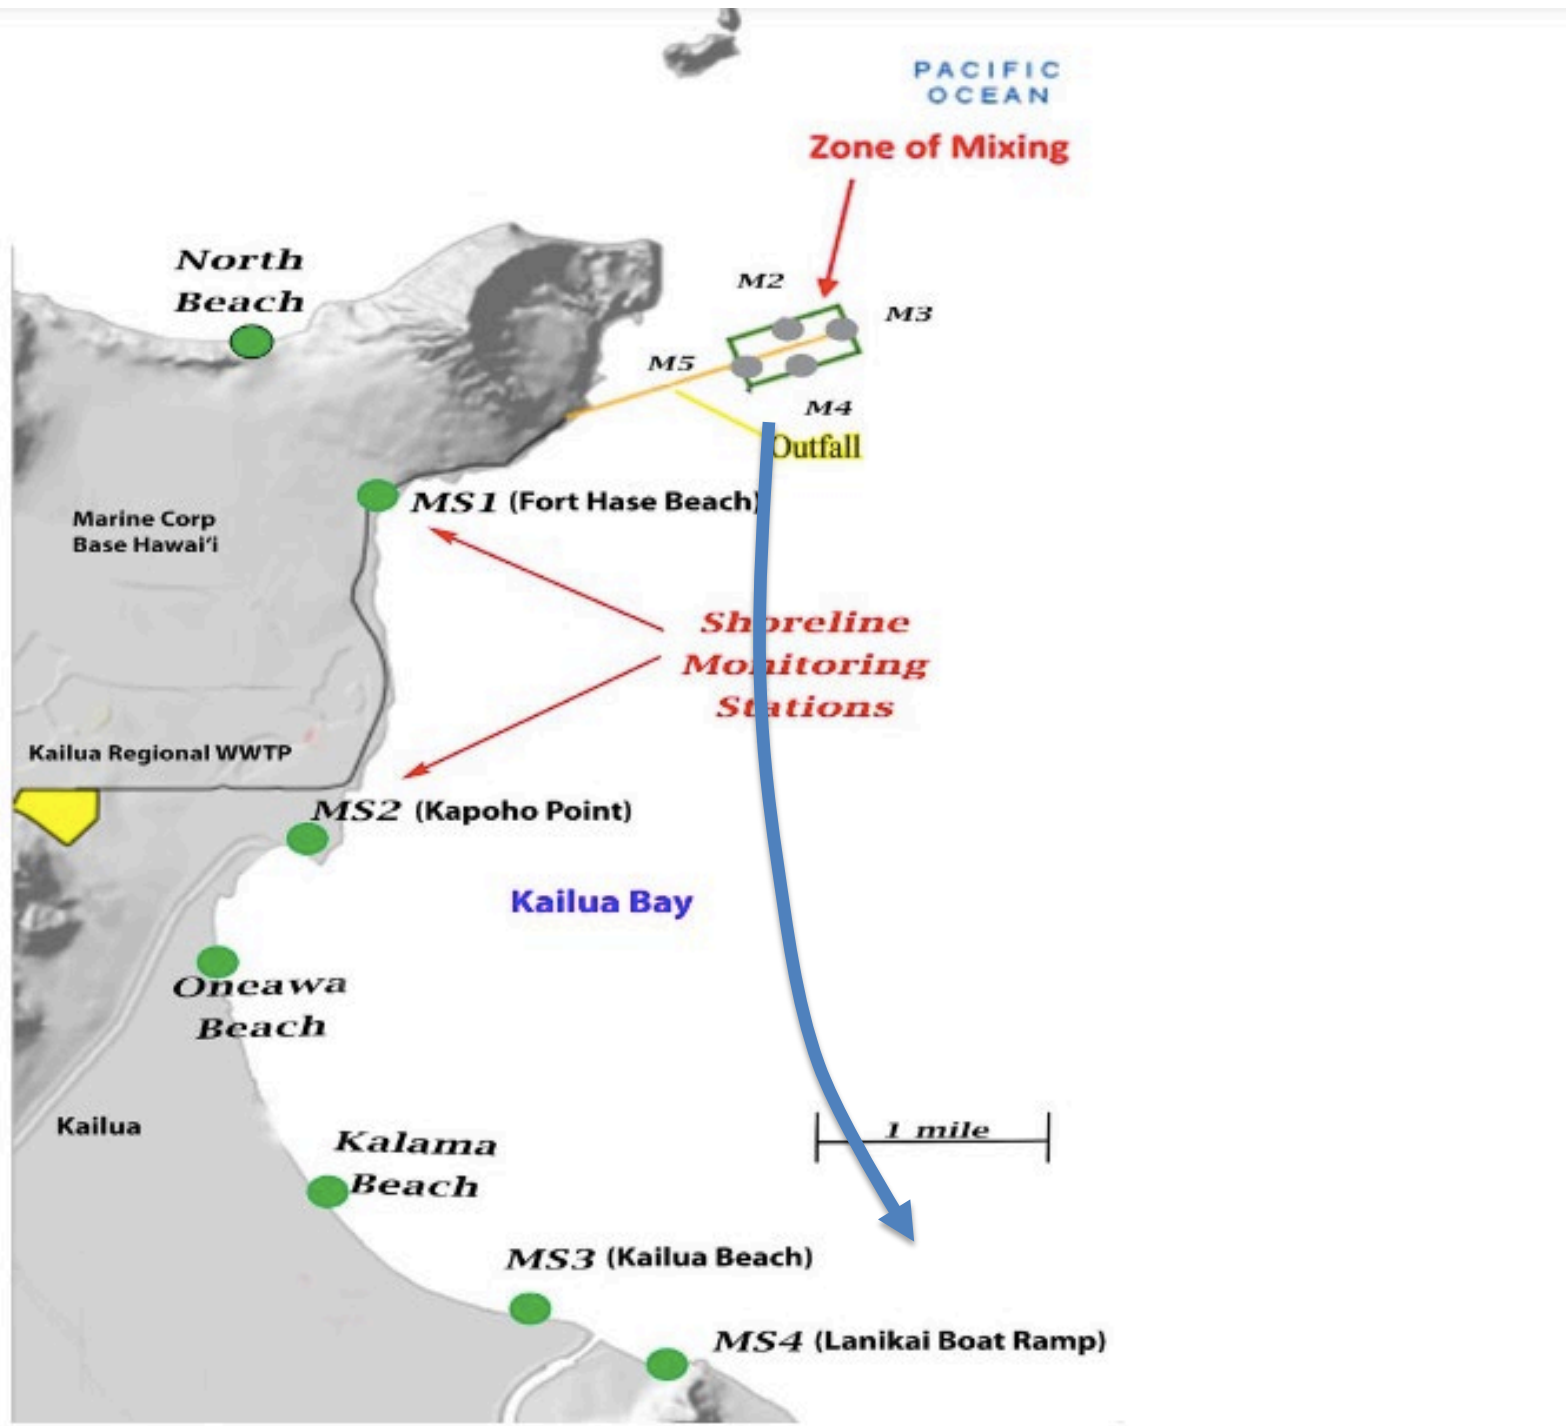 PACIFIC
OCEAN
Zone of Mixing
North
Beach
M2
M3
M5
M4
Outfall
MS1 (Fort Hase Beach)
Marine Corp
Base Hawai‘i
Shoreline
Monitoring
Stations
Kailua Regional WWTP
MS2 (Kapoho Point)
Kailua Bay
Oneawa
Beach
Kailua
1 mile
Kalama
Beach
MS3 (Kailua Beach)
MS4 (Lanikai Boat Ramp)